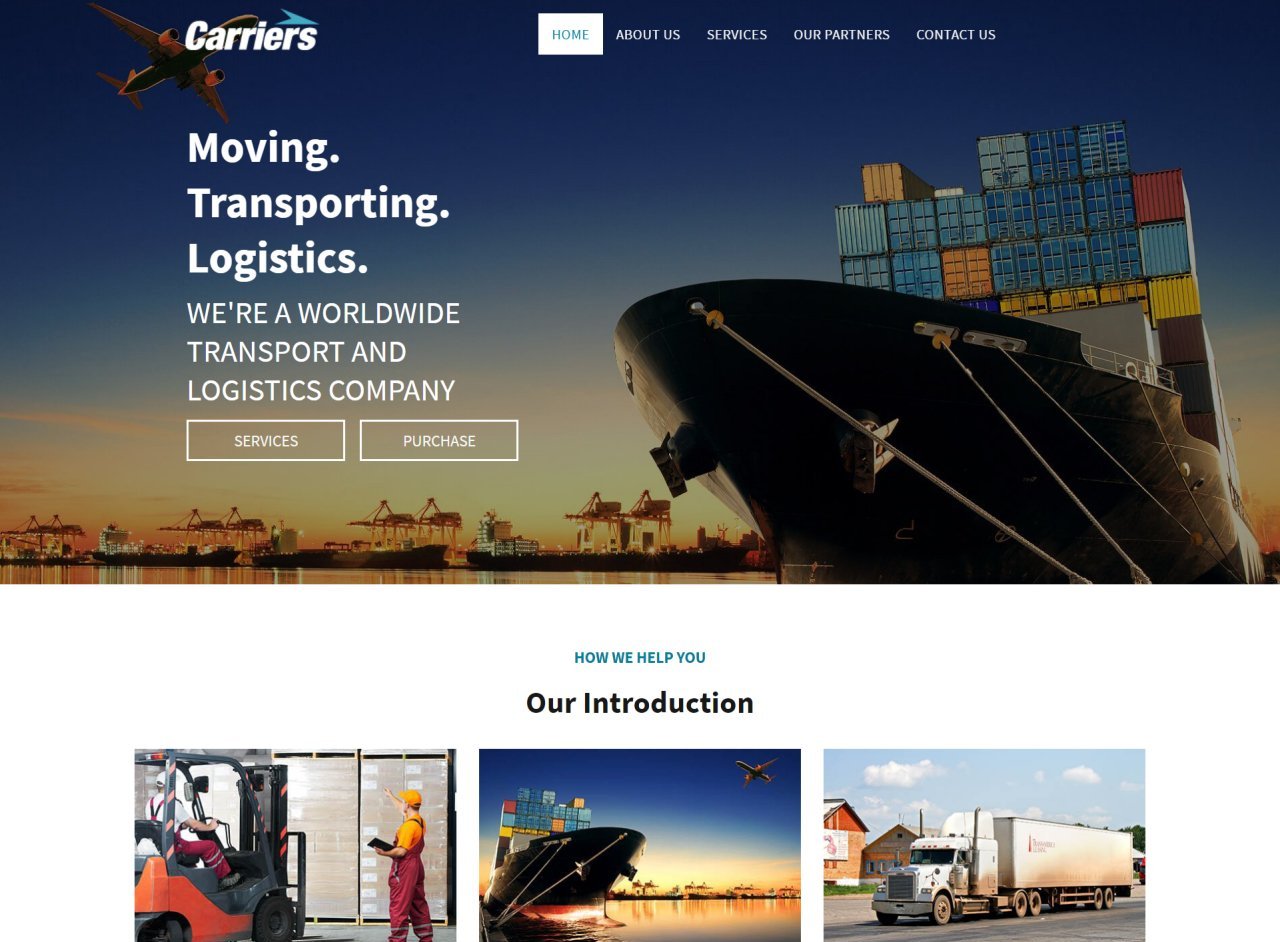 Carriers
HOME ABOUT US SERVICES OUR PARTNERS CONTACT US
Moving.
Transporting.
Logistics.
WE'RE A WORLDWIDE
TRANSPORT AND
LOGISTICS COMPANY
SERVICES PURCHASE
HOW WE HELP YOU
Our Introduction